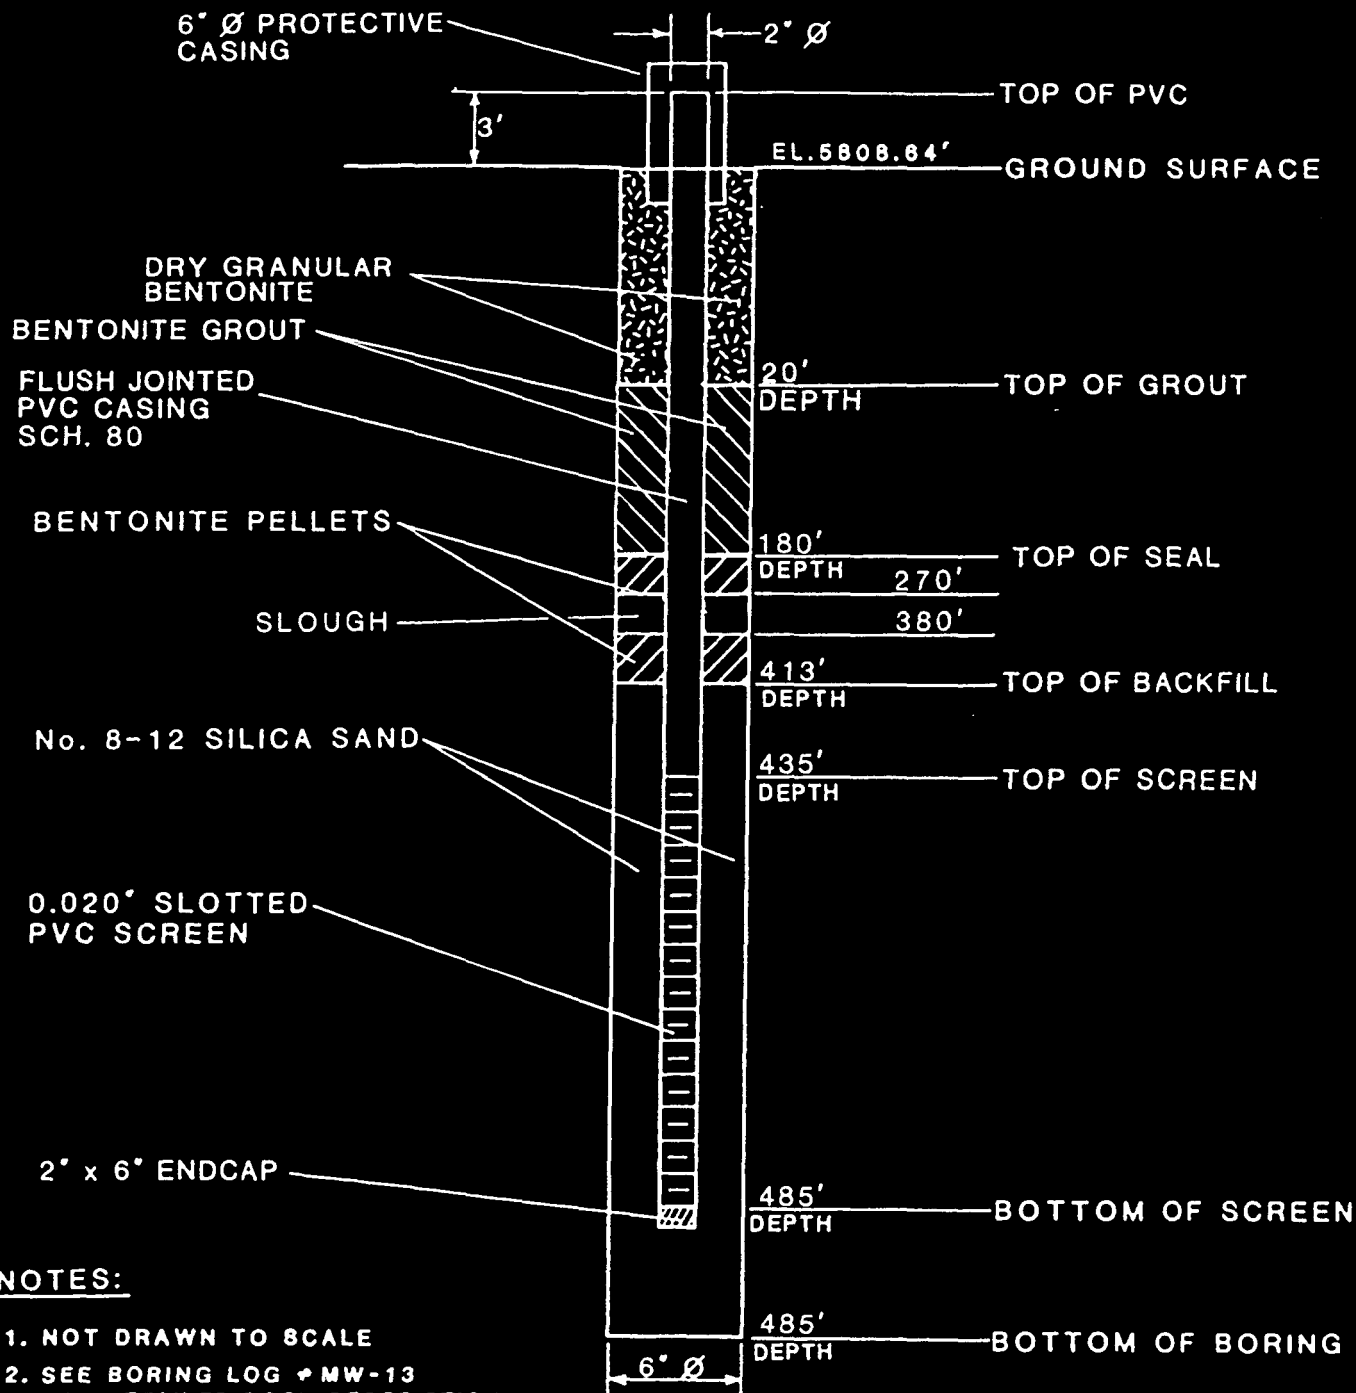 6" Ø PROTECTIVE
CASING
2" Ø
TOP OF PVC
3'
EL.5808.64'
GROUND SURFACE
DRY GRANULAR
BENTONITE
BENTONITE GROUT
FLUSH JOINTED
PVC CASING
SCH. 80
20'
DEPTH
TOP OF GROUT
BENTONITE PELLETS
180'
DEPTH
TOP OF SEAL
270'
SLOUGH
380'
413'
DEPTH
TOP OF BACKFILL
No. 8-12 SILICA SAND
435'
DEPTH
TOP OF SCREEN
0.020" SLOTTED
PVC SCREEN
2" x 6" ENDCAP
485'
DEPTH
BOTTOM OF SCREEN
NOTES:
1. NOT DRAWN TO SCALE
2. SEE BORING LOG # MW-13
485'
DEPTH
BOTTOM OF BORING
6" Ø